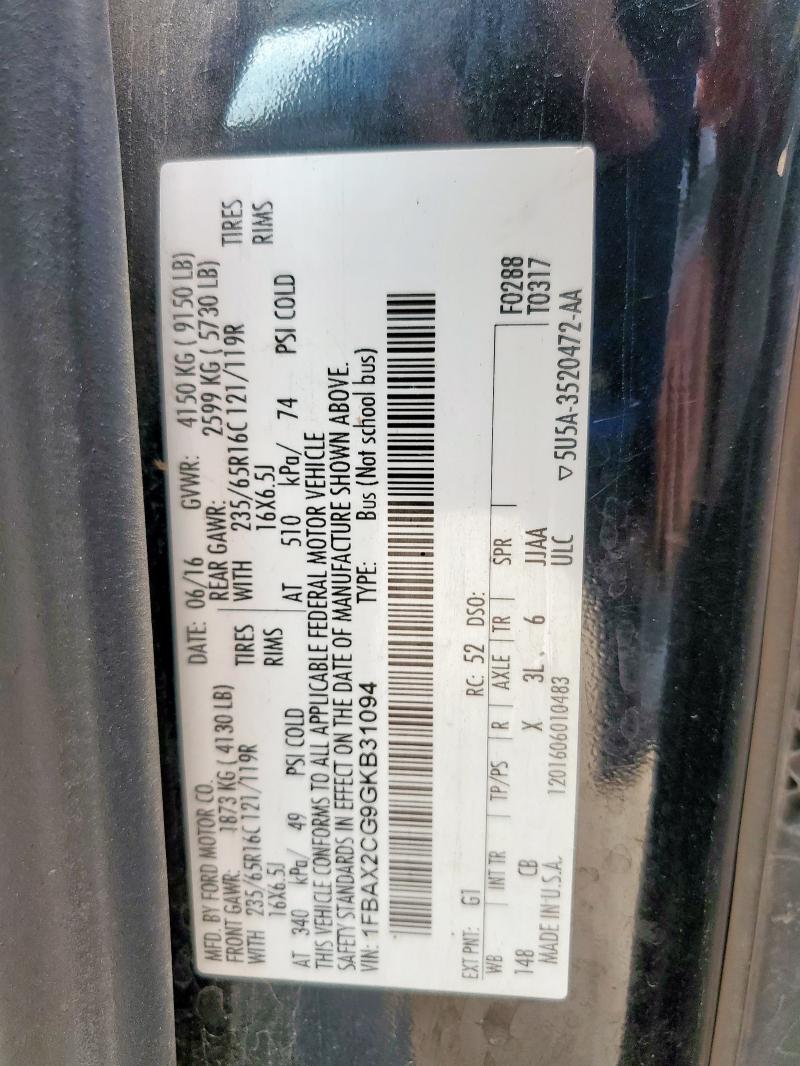 MFD. BY FORD MOTOR CO. DATE: 06/16 GVWR: 4150 KG ( 9150 LB)
FRONT GAWR: 1873 KG ( 4130 LB) REAR GAWR: 2599 KG ( 5730 LB)
WITH 235/65R16C 121/119R TIRES WITH 235/65R16C 121/119R TIRES
16X6.5J RIMS 16X6.5J RIMS
AT 340 kPa/ 49 PSI COLD AT 510 kPa/ 74 PSI COLD
THIS VEHICLE CONFORMS TO ALL APPLICABLE FEDERAL MOTOR VEHICLE
SAFETY STANDARDS IN EFFECT ON THE DATE OF MANUFACTURE SHOWN ABOVE.
VIN: 1FBAX2CG9GKB31094 TYPE: Bus (Not school bus)
EXT PNT: G1 RC: 52 DSO:
WB INT TR TP/PS R AXLE TR SPR F0288
148 CB X 3L. 6 JJAA T0317
ULC
MADE IN U.S.A. 1201606010483 ▽5U5A-3520472-AA